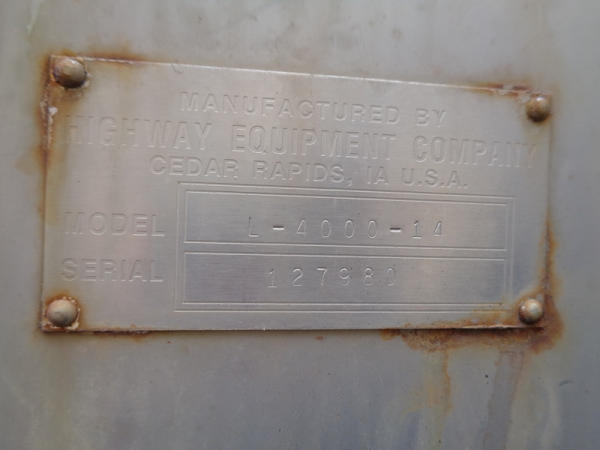 MANUFACTURED BY
HIGHWAY EQUIPMENT COMPANY
CEDAR RAPIDS, IA U.S.A.
MODEL L-4000-14
SERIAL 127980